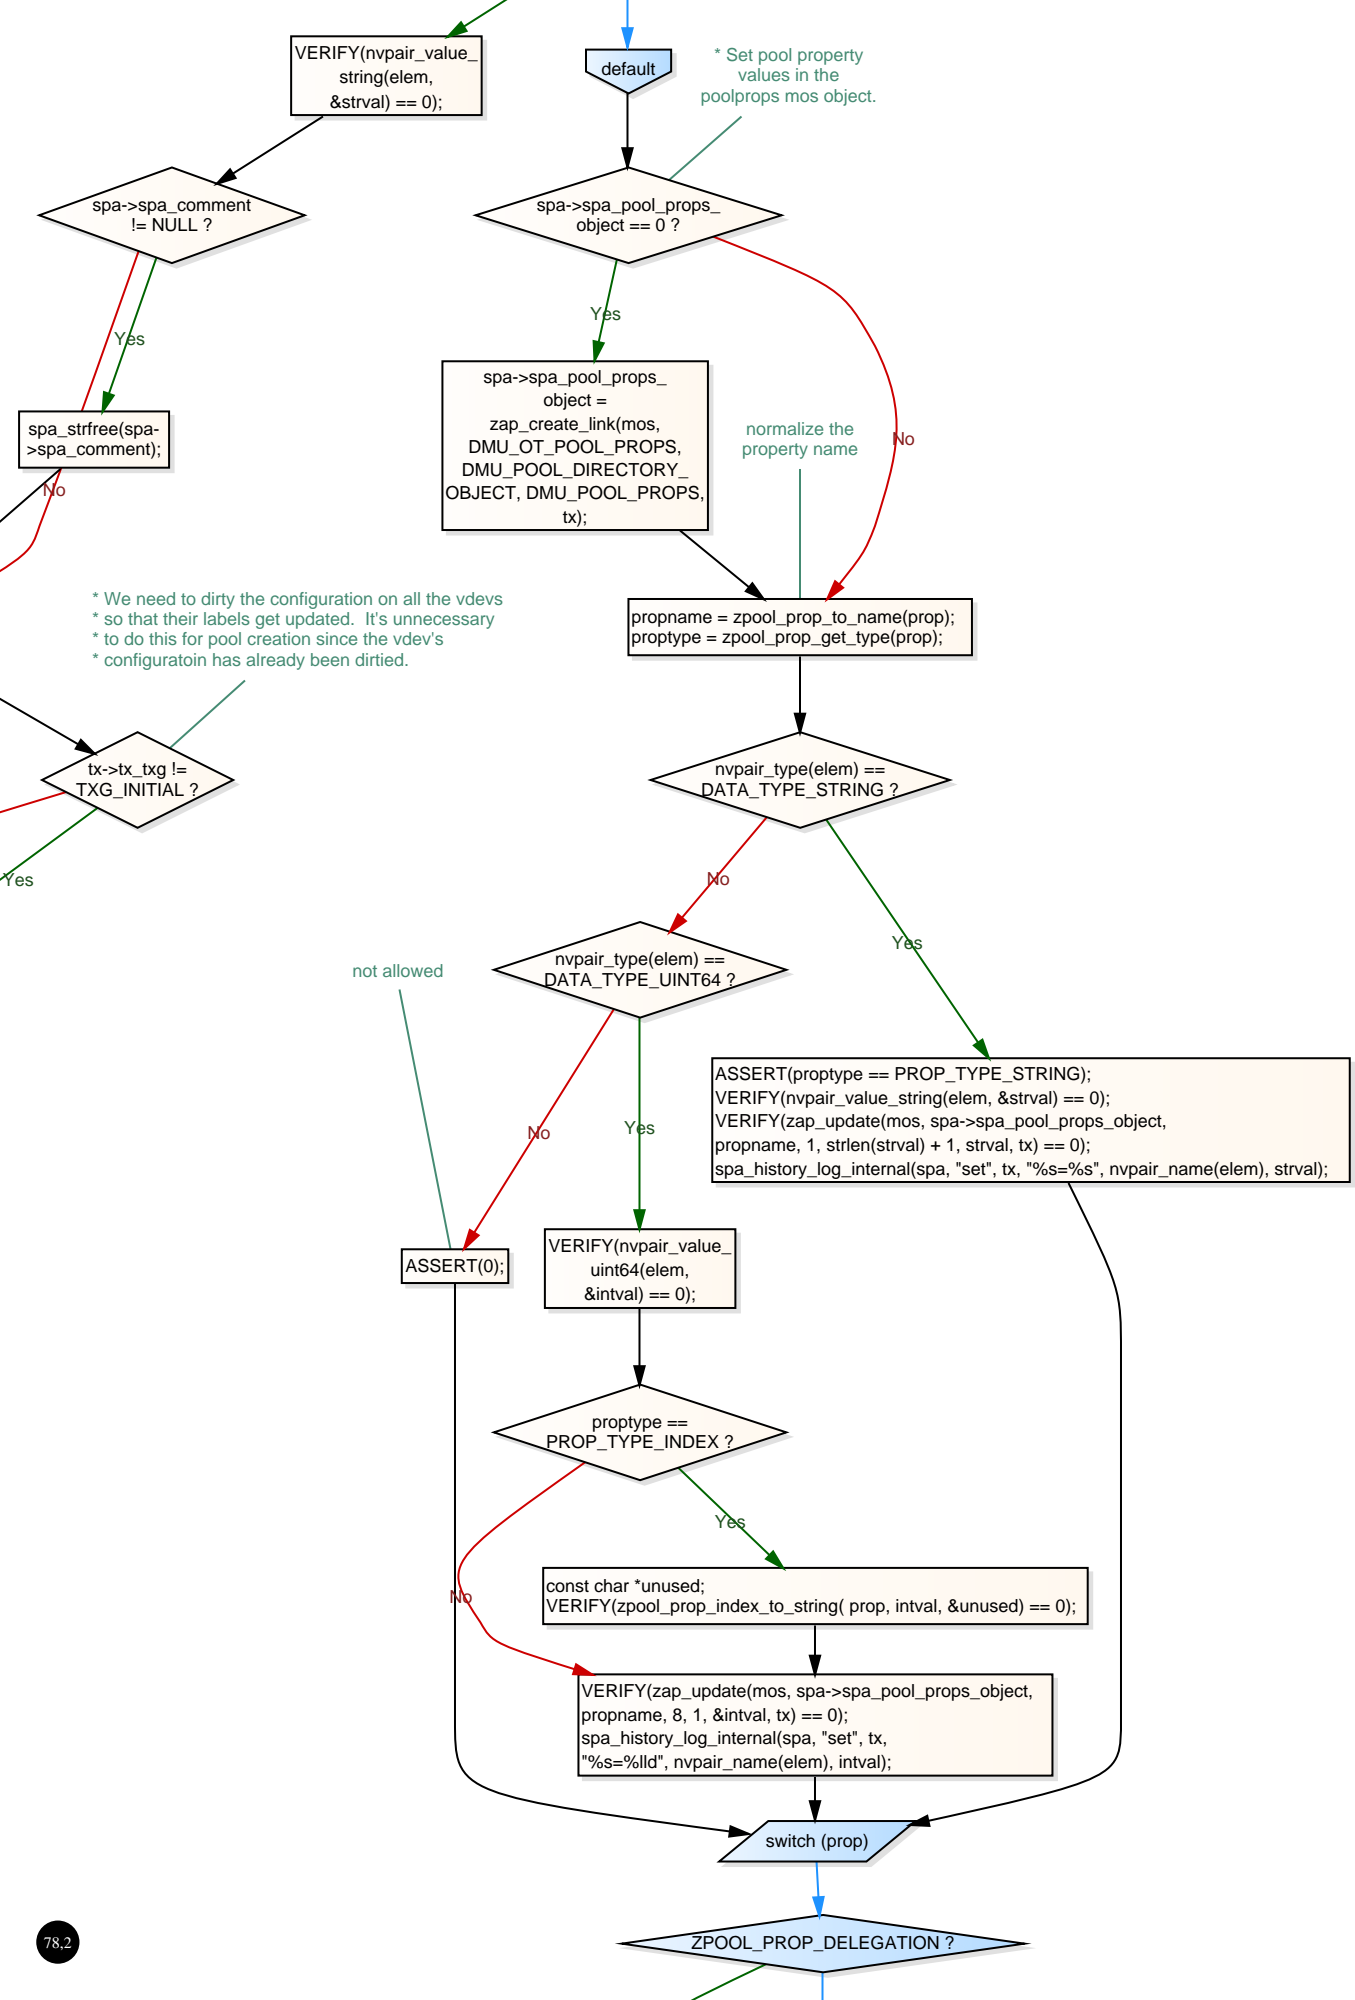 VERIFY(nvpair_value_
string(elem,
&strval) == 0);
default
* Set pool property
values in the
poolprops mos object.
spa->spa_comment
!= NULL ?
spa->spa_pool_props_
object == 0 ?
Yes
Yes
spa->spa_pool_props_
object =
zap_create_link(mos,
DMU_OT_POOL_PROPS,
DMU_POOL_DIRECTORY_
OBJECT, DMU_POOL_PROPS,
tx);
spa_strfree(spa-
>spa_comment);
normalize the
property name
No
No
* We need to dirty the configuration on all the vdevs
* so that their labels get updated.  It's unnecessary
* to do this for pool creation since the vdev's
* configuratoin has already been dirtied.
propname = zpool_prop_to_name(prop);
proptype = zpool_prop_get_type(prop);
tx->tx_txg !=
TXG_INITIAL ?
nvpair_type(elem) ==
DATA_TYPE_STRING ?
Yes
No
Yes
nvpair_type(elem) ==
DATA_TYPE_UINT64 ?
not allowed
ASSERT(proptype == PROP_TYPE_STRING);
VERIFY(nvpair_value_string(elem, &strval) == 0);
VERIFY(zap_update(mos, spa->spa_pool_props_object,
propname, 1, strlen(strval) + 1, strval, tx) == 0);
spa_history_log_internal(spa, "set", tx, "%s=%s", nvpair_name(elem), strval);
No
Yes
ASSERT(0);
VERIFY(nvpair_value_
uint64(elem,
&intval) == 0);
proptype ==
PROP_TYPE_INDEX ?
Yes
No
const char *unused;
VERIFY(zpool_prop_index_to_string( prop, intval, &unused) == 0);
VERIFY(zap_update(mos, spa->spa_pool_props_object,
propname, 8, 1, &intval, tx) == 0);
spa_history_log_internal(spa, "set", tx,
"%s=%lld", nvpair_name(elem), intval);
switch (prop)
ZPOOL_PROP_DELEGATION ?
78,2